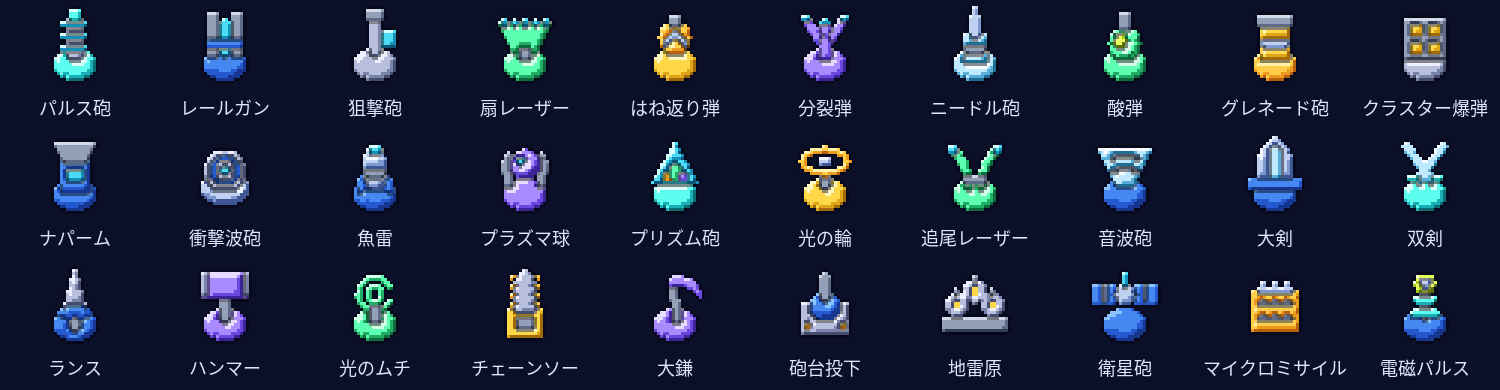 パルス砲 レールガン 狙撃砲 扇レーザー はね返り弾 分裂弾 ニードル砲 酸弾 グレネード砲 クラスター爆弾
ナパーム 衝撃波砲 魚雷 プラズマ球 プリズム砲 光の輪 追尾レーザー 音波砲 大剣 双剣
ランス ハンマー 光のムチ チェーンソー 大鎌 砲台投下 地雷原 衛星砲 マイクロミサイル 電磁パルス